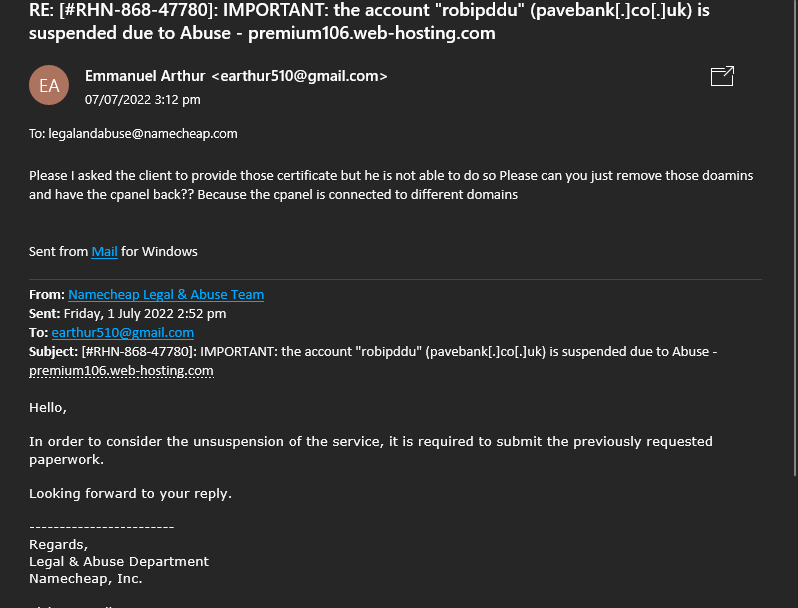 RE: [#RHN-868-47780]: IMPORTANT: the account "robipddu" (pavebank[.]co[.]uk) is
suspended due to Abuse - premium106.web-hosting.com
EA
Emmanuel Arthur <earthur510@gmail.com>
07/07/2022 3:12 pm
To: legalandabuse@namecheap.com
Please I asked the client to provide those certificate but he is not able to do so Please can you just remove those doamins
and have the cpanel back?? Because the cpanel is connected to different domains
Sent from Mail for Windows
From: Namecheap Legal & Abuse Team
Sent: Friday, 1 July 2022 2:52 pm
To: earthur510@gmail.com
Subject: [#RHN-868-47780]: IMPORTANT: the account "robipddu" (pavebank[.]co[.]uk) is suspended due to Abuse -
premium106.web-hosting.com
Hello,
In order to consider the unsuspension of the service, it is required to submit the previously requested
paperwork.
Looking forward to your reply.
------------------------
Regards,
Legal & Abuse Department
Namecheap, Inc.